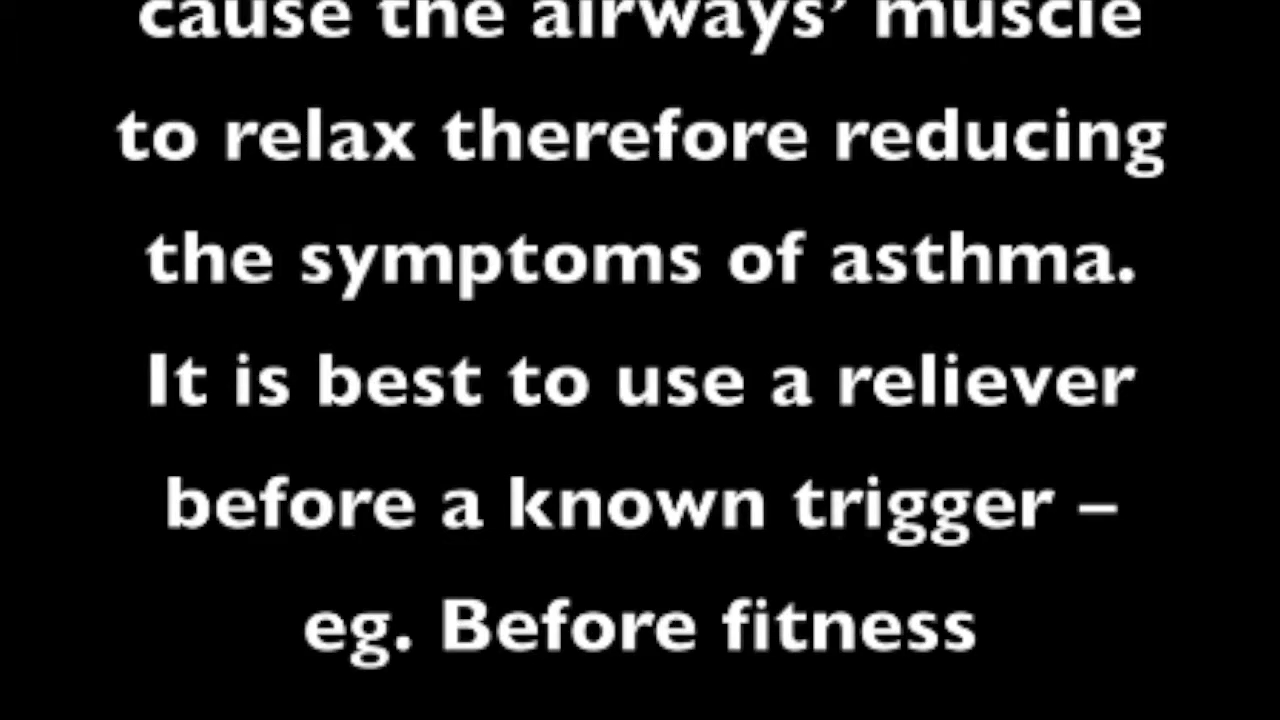 cause the airways’ muscle
to relax therefore reducing
the symptoms of asthma.
It is best to use a reliever
before a known trigger –
eg. Before fitness